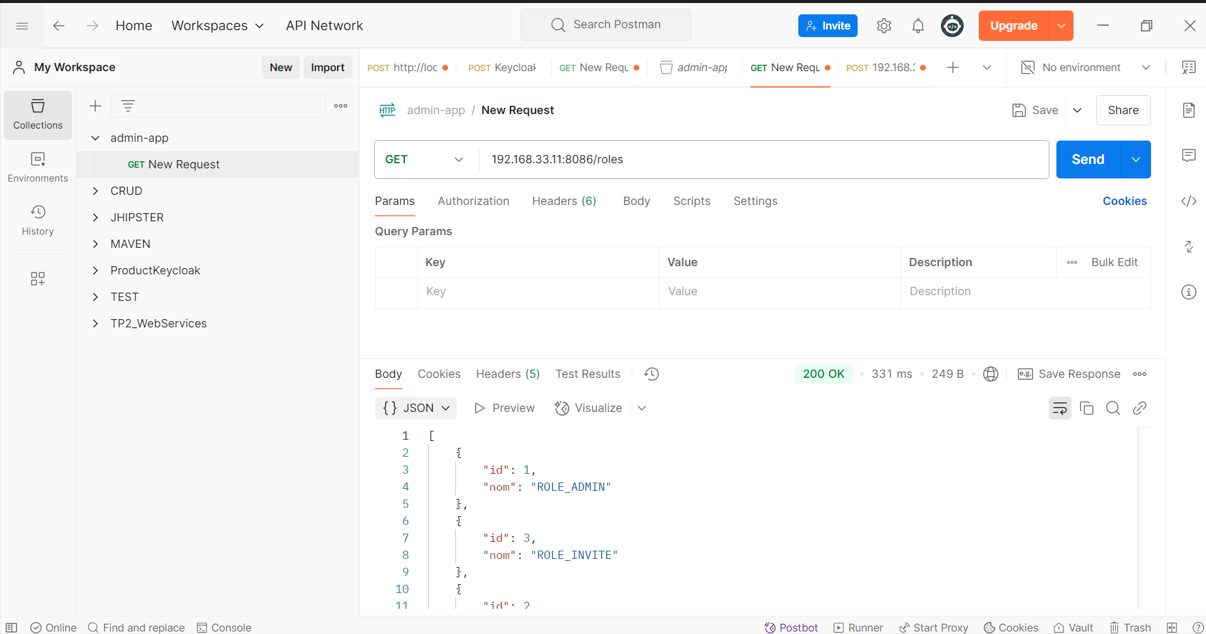 Home Workspaces API Network Search Postman Invite Upgrade
My Workspace New Import POST http://loc POST Keycloak GET New Requ admin-app GET New Requ POST 192.168.3 No environment
Collections
Environments
History
admin-app
GET New Request
CRUD
JHIPSTER
MAVEN
ProductKeycloak
TEST
TP2_WebServices
HTTP admin-app / New Request Save Share
GET 192.168.33.11:8086/roles Send
Params Authorization Headers (6) Body Scripts Settings Cookies
Query Params
Key Value Description Bulk Edit
Key Value Description
Body Cookies Headers (5) Test Results 200 OK 331 ms 249 B e.g. Save Response
{} JSON Preview Visualize
1 [
2 {
3 "id": 1,
4 "nom": "ROLE_ADMIN"
5 },
6 {
7 "id": 3,
8 "nom": "ROLE_INVITE"
9 },
10 {
11 "id": 2
Online Find and replace Console Postbot Runner Start Proxy Cookies Vault Trash